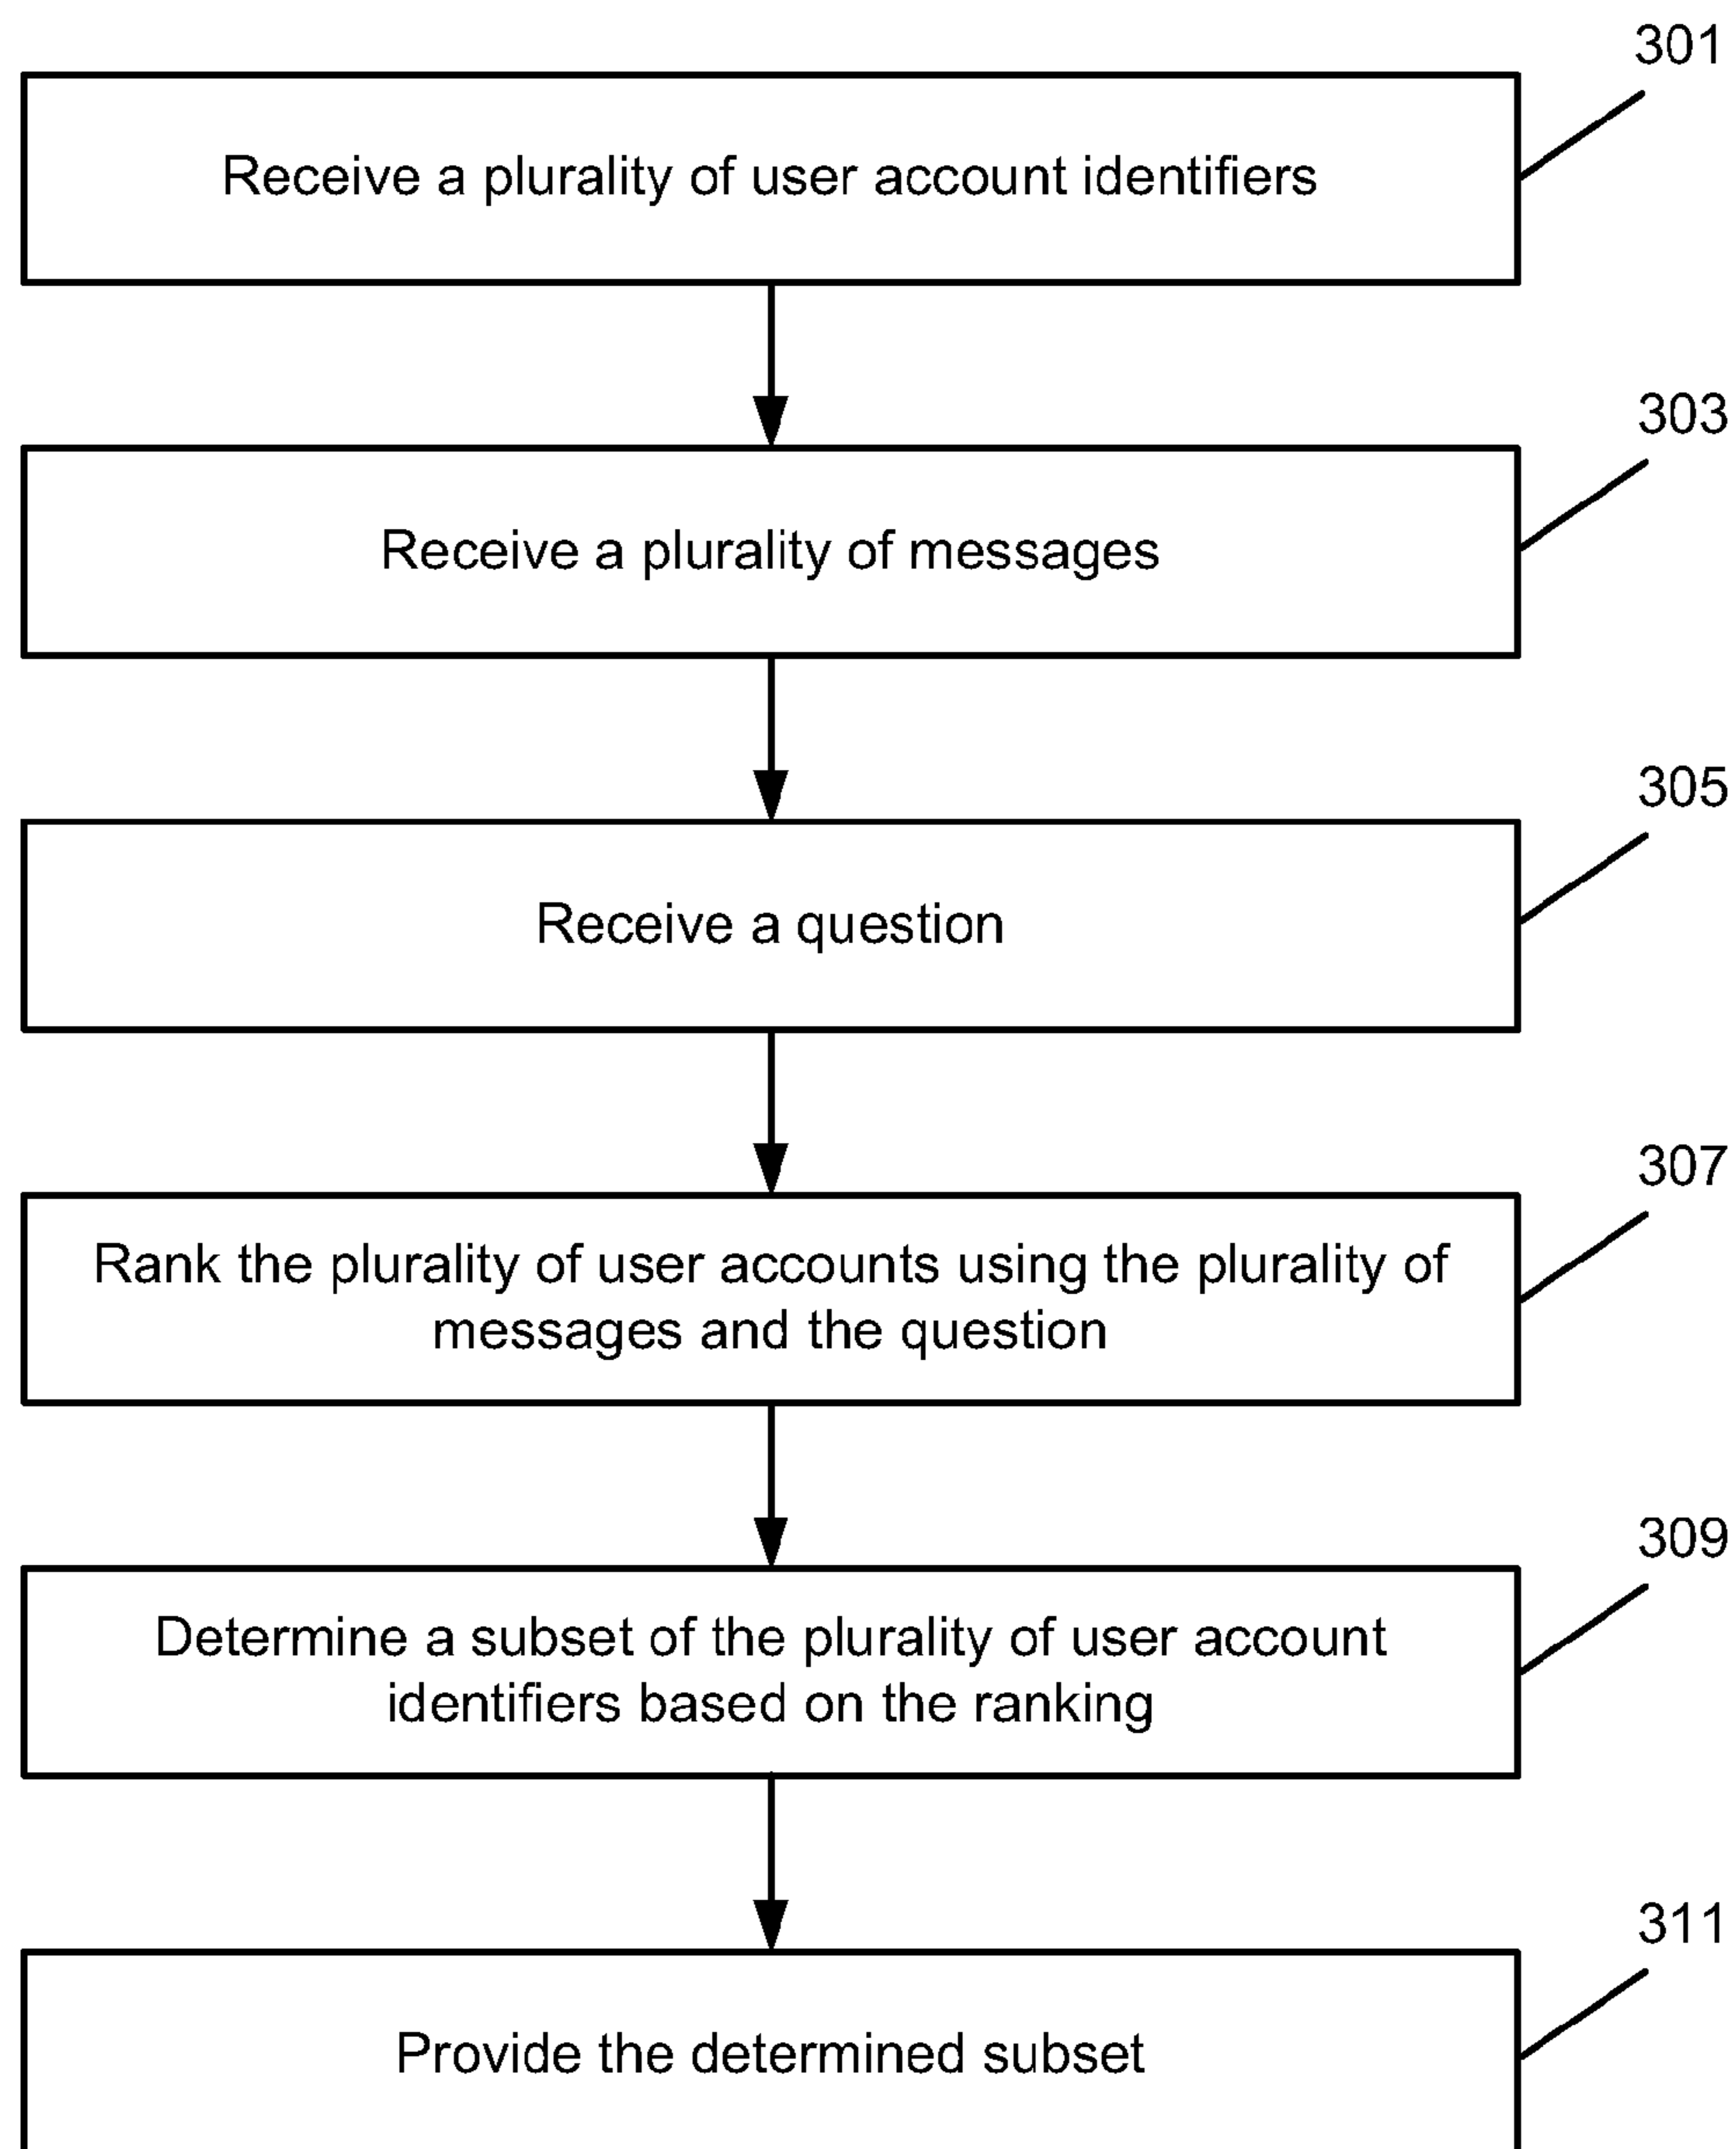 301
Receive a plurality of user account identifiers
303
Receive a plurality of messages
305
Receive a question
307
Rank the plurality of user accounts using the plurality of
messages and the question
309
Determine a subset of the plurality of user account
identifiers based on the ranking
311
Provide the determined subset